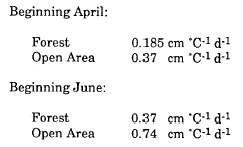 Beginning April:
Forest 0.185 cm °C-1 d-1
Open Area 0.37 cm °C-1 d-1
Beginning June:
Forest 0.37 cm °C-1 d-1
Open Area 0.74 cm °C-1 d-1